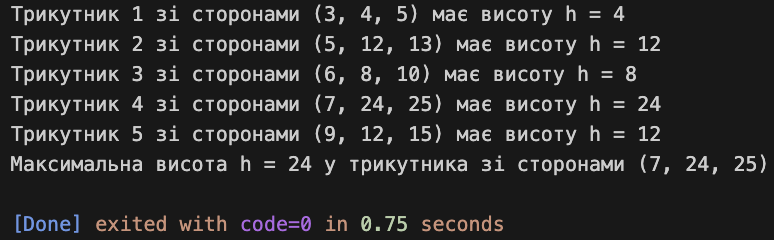 Трикутник 1 зі сторонами (3, 4, 5) має висоту h = 4
Трикутник 2 зі сторонами (5, 12, 13) має висоту h = 12
Трикутник 3 зі сторонами (6, 8, 10) має висоту h = 8
Трикутник 4 зі сторонами (7, 24, 25) має висоту h = 24
Трикутник 5 зі сторонами (9, 12, 15) має висоту h = 12
Максимальна висота h = 24 у трикутника зі сторонами (7, 24, 25)
[Done] exited with code=0 in 0.75 seconds